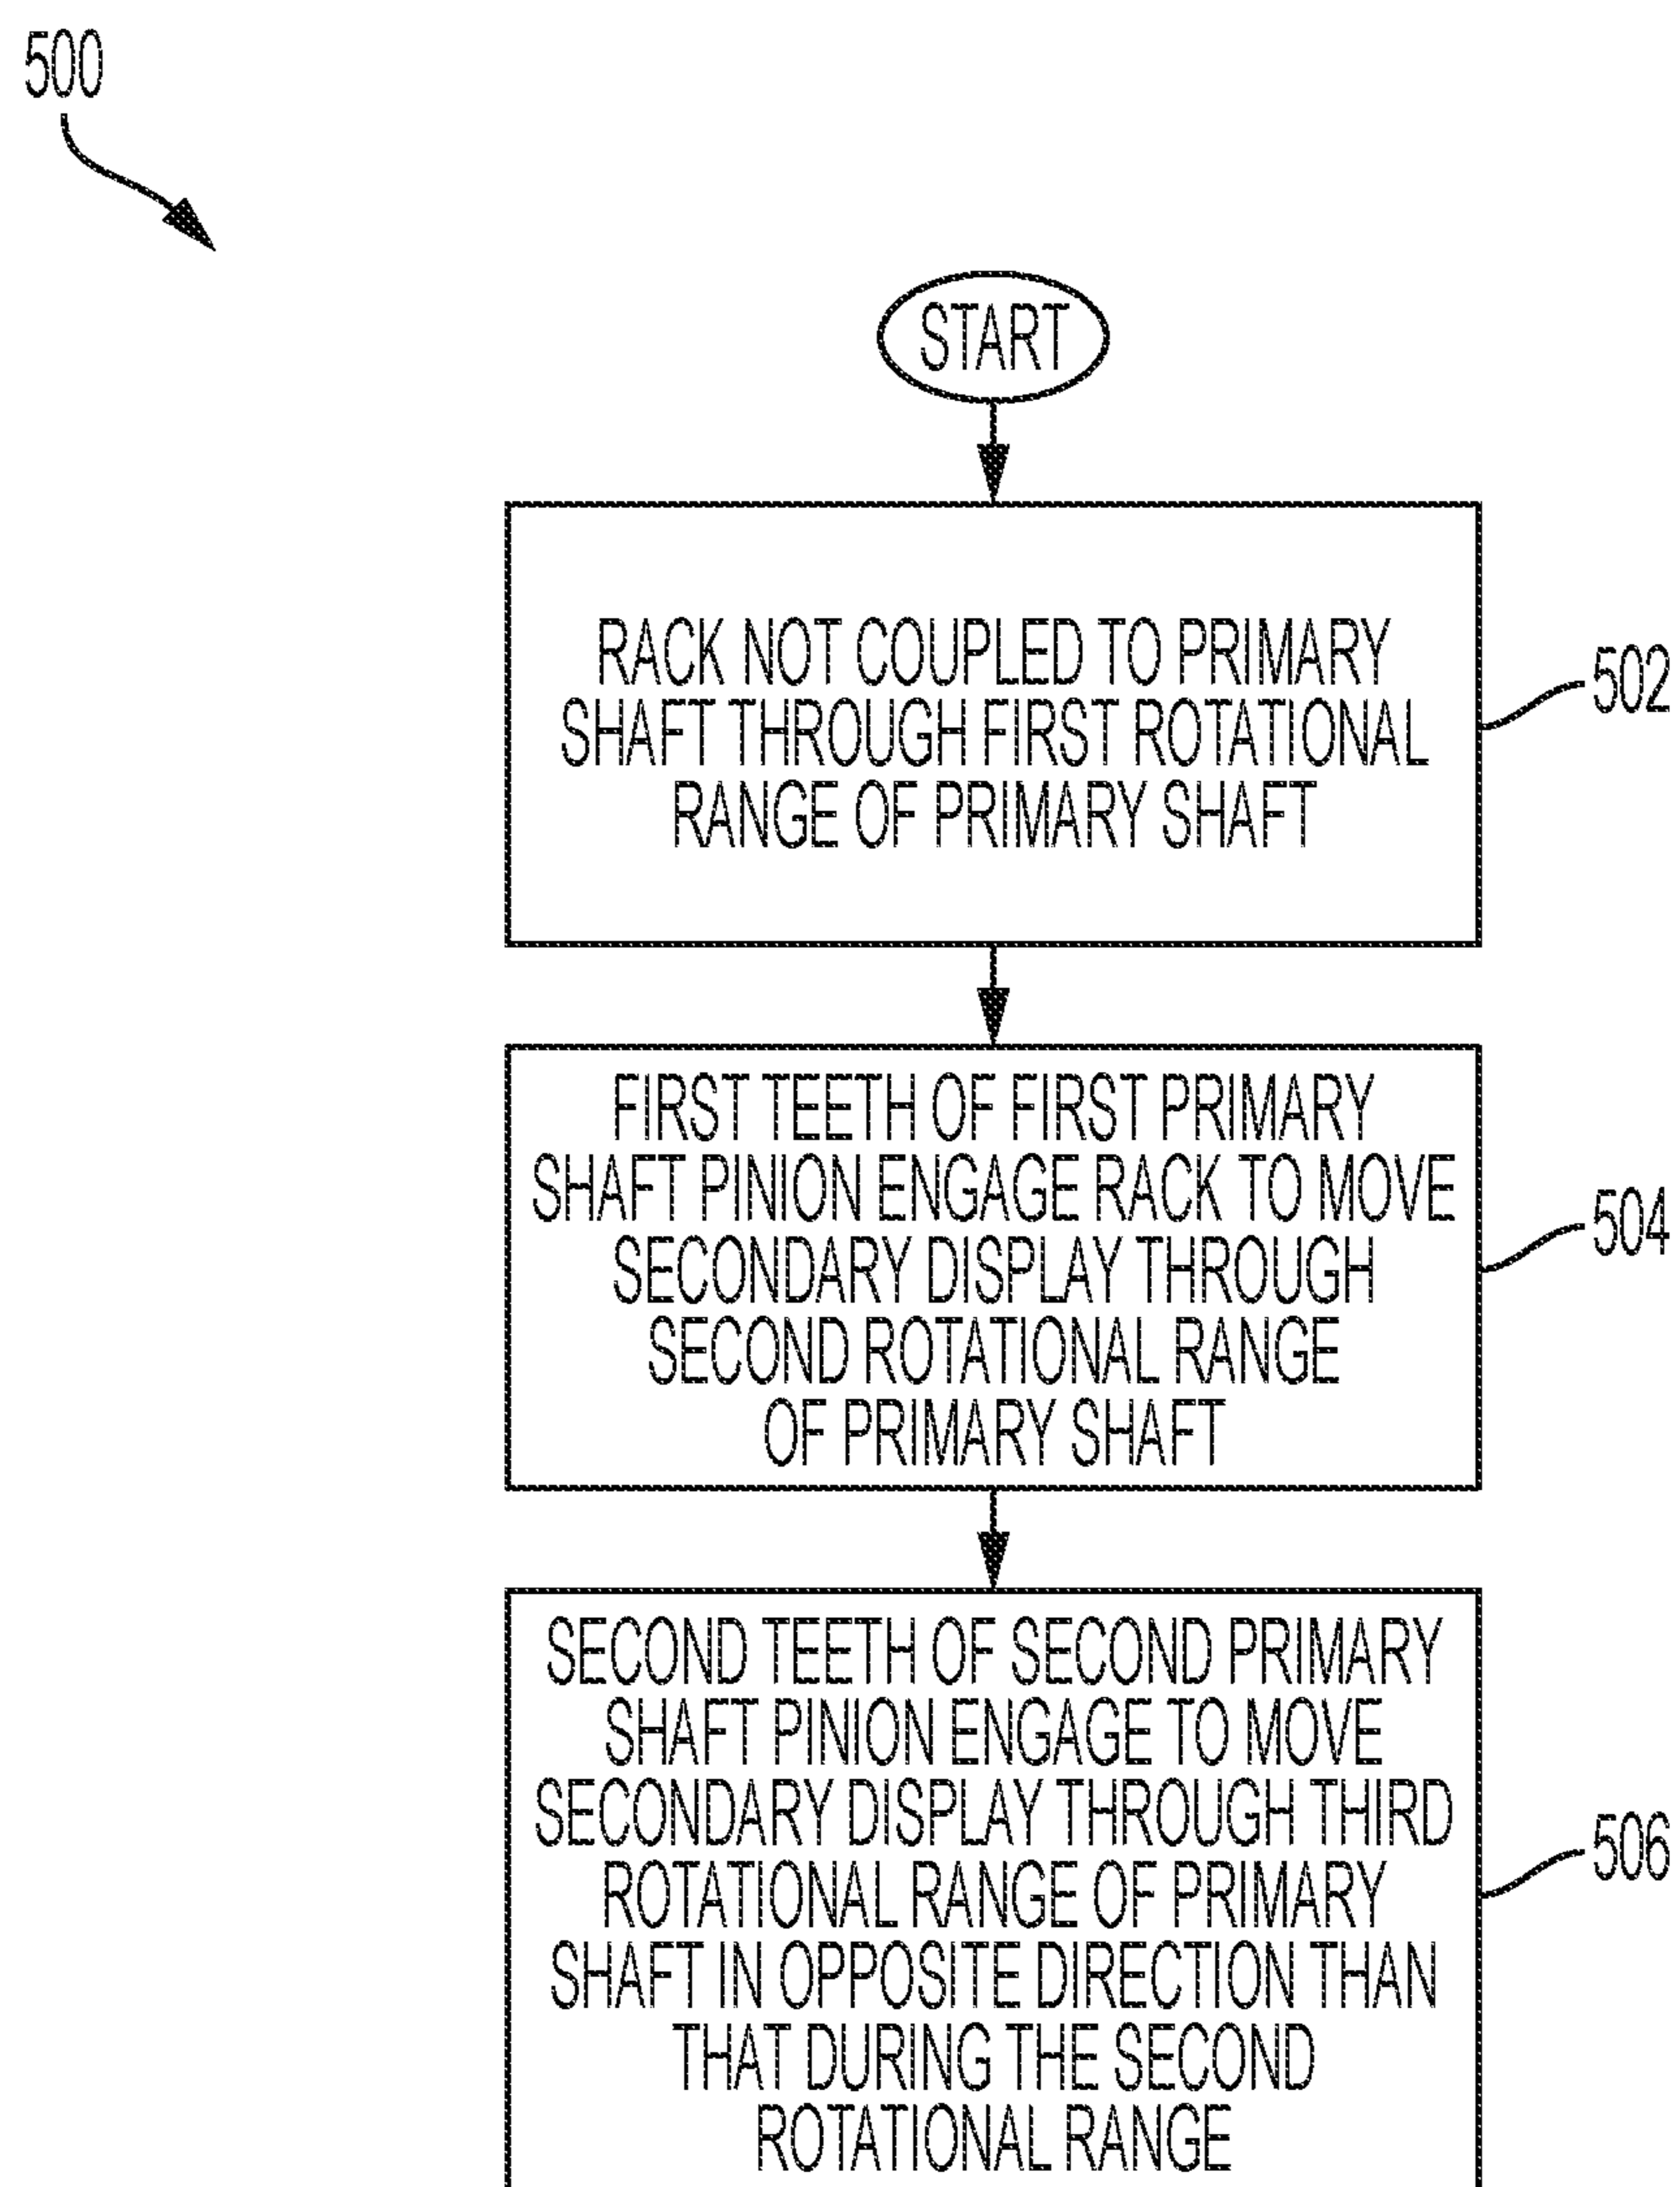 500
START
RACK NOT COUPLED TO PRIMARY
SHAFT THROUGH FIRST ROTATIONAL
RANGE OF PRIMARY SHAFT
502
FIRST TEETH OF FIRST PRIMARY
SHAFT PINION ENGAGE RACK TO MOVE
SECONDARY DISPLAY THROUGH
SECOND ROTATIONAL RANGE
OF PRIMARY SHAFT
504
SECOND TEETH OF SECOND PRIMARY
SHAFT PINION ENGAGE TO MOVE
SECONDARY DISPLAY THROUGH THIRD
ROTATIONAL RANGE OF PRIMARY
SHAFT IN OPPOSITE DIRECTION THAN
THAT DURING THE SECOND
ROTATIONAL RANGE
506